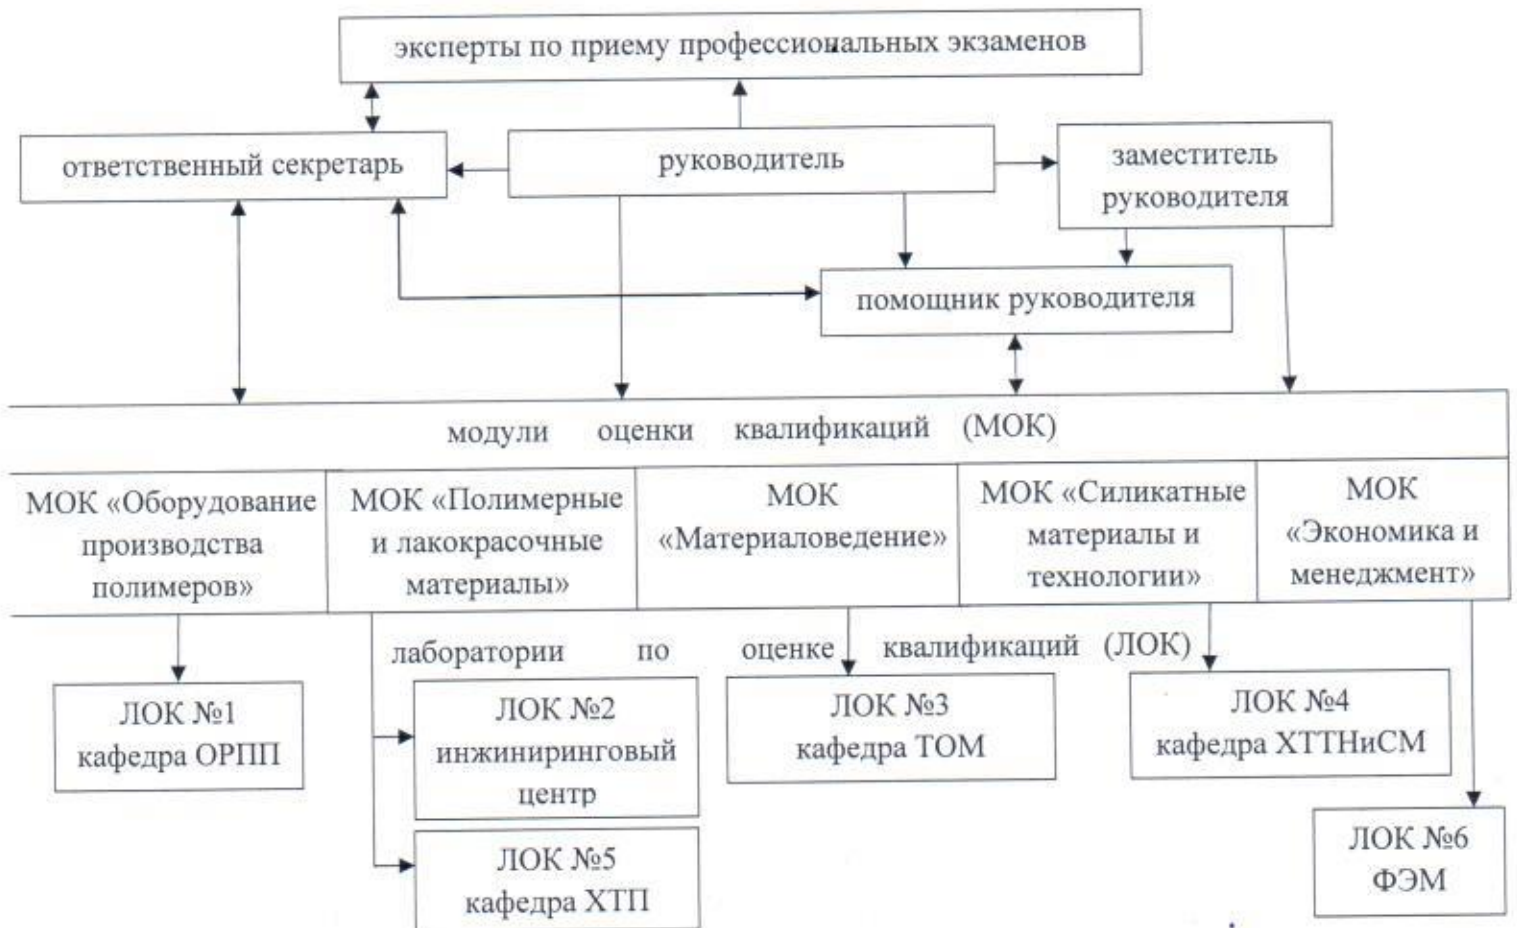 эксперты по приему профессиональных экзаменов
ответственный секретарь
руководитель
заместитель
руководителя
помощник руководителя
модули оценки квалификаций (МОК)
МОК «Оборудование
производства
полимеров»
МОК «Полимерные
и лакокрасочные
материалы»
МОК
«Материаловедение»
МОК «Силикатные
материалы и
технологии»
МОК
«Экономика и
менеджмент»
лаборатории по оценке квалификаций (ЛОК)
ЛОК №1
кафедра ОРПП
ЛОК №2
инжиниринговый
центр
ЛОК №3
кафедра ТОМ
ЛОК №4
кафедра ХТТНиСМ
ЛОК №5
кафедра ХТП
ЛОК №6
ФЭМ